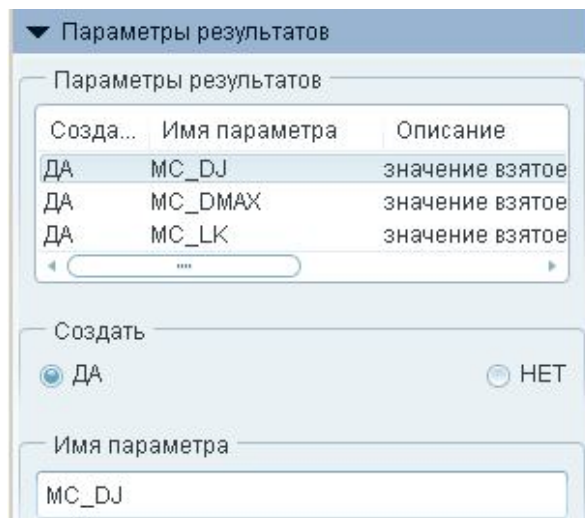 Параметры результатов
Параметры результатов
Созда... Имя параметра Описание
ДА MC_DJ значение взятое
ДА MC_DMAX значение взятое
ДА MC_LK значение взятое
Создать
ДА НЕТ
Имя параметра
MC_DJ